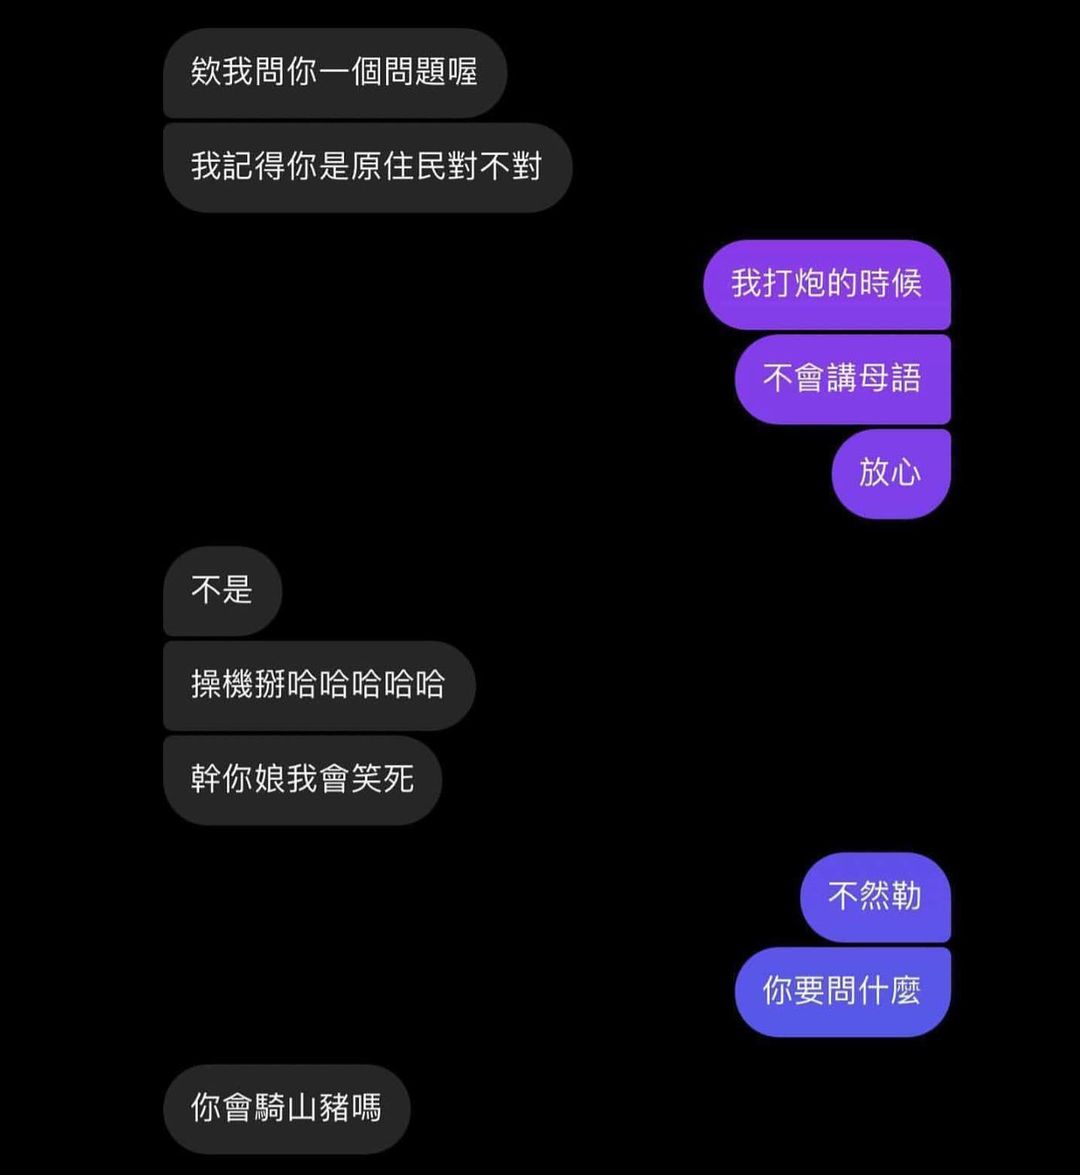 欸我問你一個問題喔
我記得你是原住民對不對
我打炮的時候
不會講母語
放心
不是
操機掰哈哈哈哈哈
幹你娘我會笑死
不然勒
你要問什麼
你會騎山豬嗎